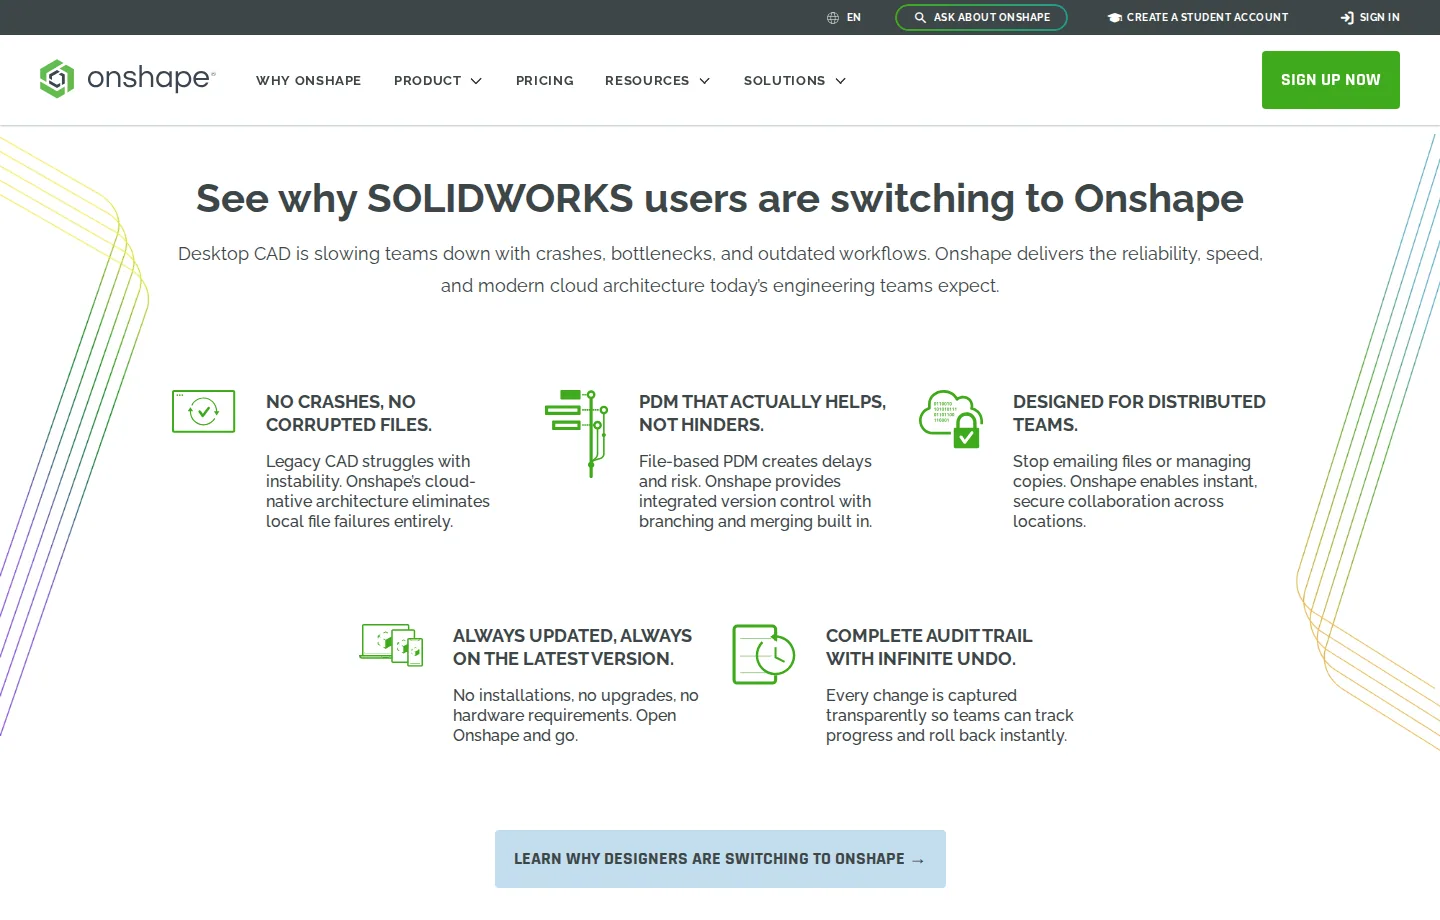 EN
ASK ABOUT ONSHAPE
CREATE A STUDENT ACCOUNT
SIGN IN
onshape
WHY ONSHAPE
PRODUCT
PRICING
RESOURCES
SOLUTIONS
SIGN UP NOW
See why SOLIDWORKS users are switching to Onshape
Desktop CAD is slowing teams down with crashes, bottlenecks, and outdated workflows. Onshape delivers the reliability, speed,
and modern cloud architecture today's engineering teams expect.
NO CRASHES, NO
CORRUPTED FILES.
Legacy CAD struggles with
instability. Onshape's cloud-
native architecture eliminates
local file failures entirely.
PDM THAT ACTUALLY HELPS,
NOT HINDERS.
File-based PDM creates delays
and risk. Onshape provides
integrated version control with
branching and merging built in.
DESIGNED FOR DISTRIBUTED
TEAMS.
Stop emailing files or managing
copies. Onshape enables instant,
secure collaboration across
locations.
ALWAYS UPDATED, ALWAYS
ON THE LATEST VERSION.
No installations, no upgrades, no
hardware requirements. Open
Onshape and go.
COMPLETE AUDIT TRAIL
WITH INFINITE UNDO.
Every change is captured
transparently so teams can track
progress and roll back instantly.
LEARN WHY DESIGNERS ARE SWITCHING TO ONSHAPE →